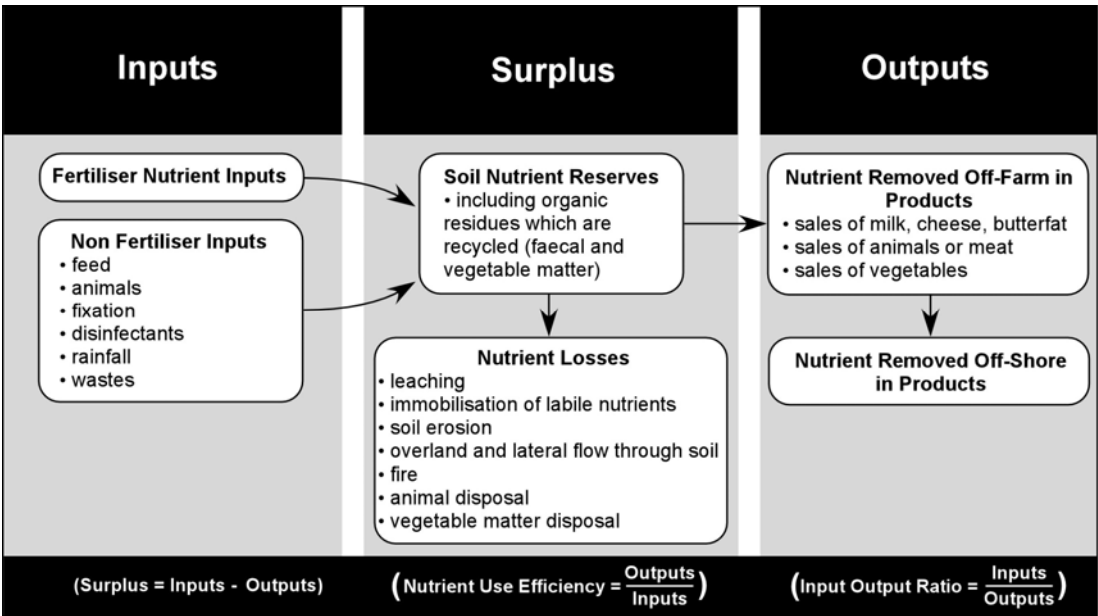 Inputs
Surplus
Outputs
Fertiliser Nutrient Inputs
Non Fertiliser Inputs
• feed
• animals
• fixation
• disinfectants
• rainfall
• wastes
Soil Nutrient Reserves
• including organic
residues which are
recycled (faecal and
vegetable matter)
Nutrient Losses
• leaching
• immobilisation of labile nutrients
• soil erosion
• overland and lateral flow through soil
• fire
• animal disposal
• vegetable matter disposal
Nutrient Removed Off-Farm in
Products
• sales of milk, cheese, butterfat
• sales of animals or meat
• sales of vegetables
Nutrient Removed Off-Shore
in Products
(Surplus = Inputs - Outputs)
(Nutrient Use Efficiency = Outputs/Inputs)
(Input Output Ratio = Inputs/Outputs)